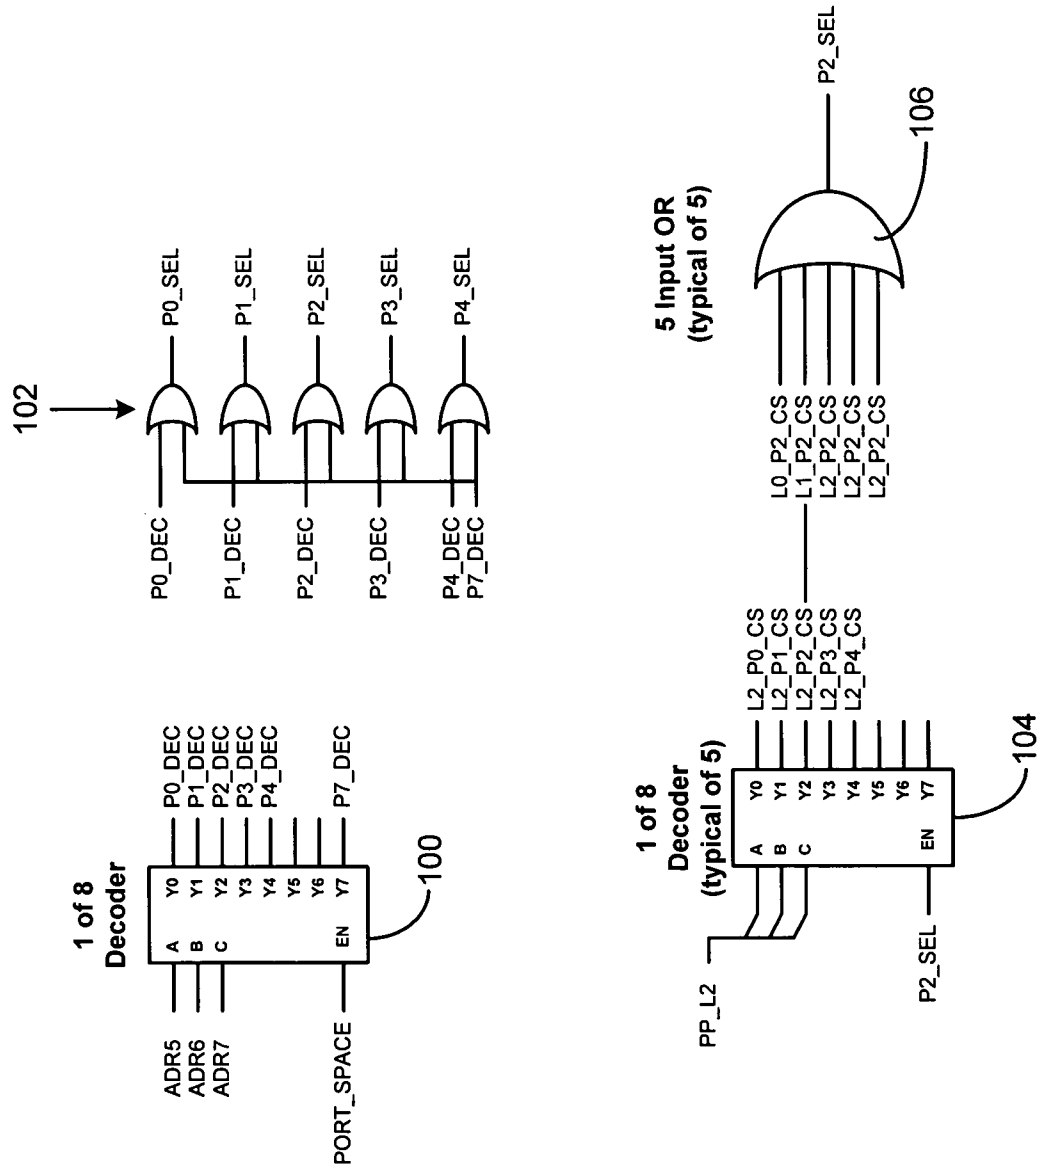 1 of 8
Decoder
ADR5
ADR6
ADR7
PORT_SPACE
A
B
C
EN
Y0
Y1
Y2
Y3
Y4
Y5
Y6
Y7
P0_DEC
P1_DEC
P2_DEC
P3_DEC
P4_DEC
P7_DEC
100
102
P0_DEC
P1_DEC
P2_DEC
P3_DEC
P4_DEC
P7_DEC
P0_SEL
P1_SEL
P2_SEL
P3_SEL
P4_SEL
1 of 8
Decoder
(typical of 5)
PP_L2
P2_SEL
A
B
C
EN
Y0
Y1
Y2
Y3
Y4
Y5
Y6
Y7
L2_P0_CS
L2_P1_CS
L2_P2_CS
L2_P3_CS
L2_P4_CS
104
5 Input OR
(typical of 5)
L0_P2_CS
L1_P2_CS
L2_P2_CS
L2_P2_CS
L2_P2_CS
P2_SEL
106